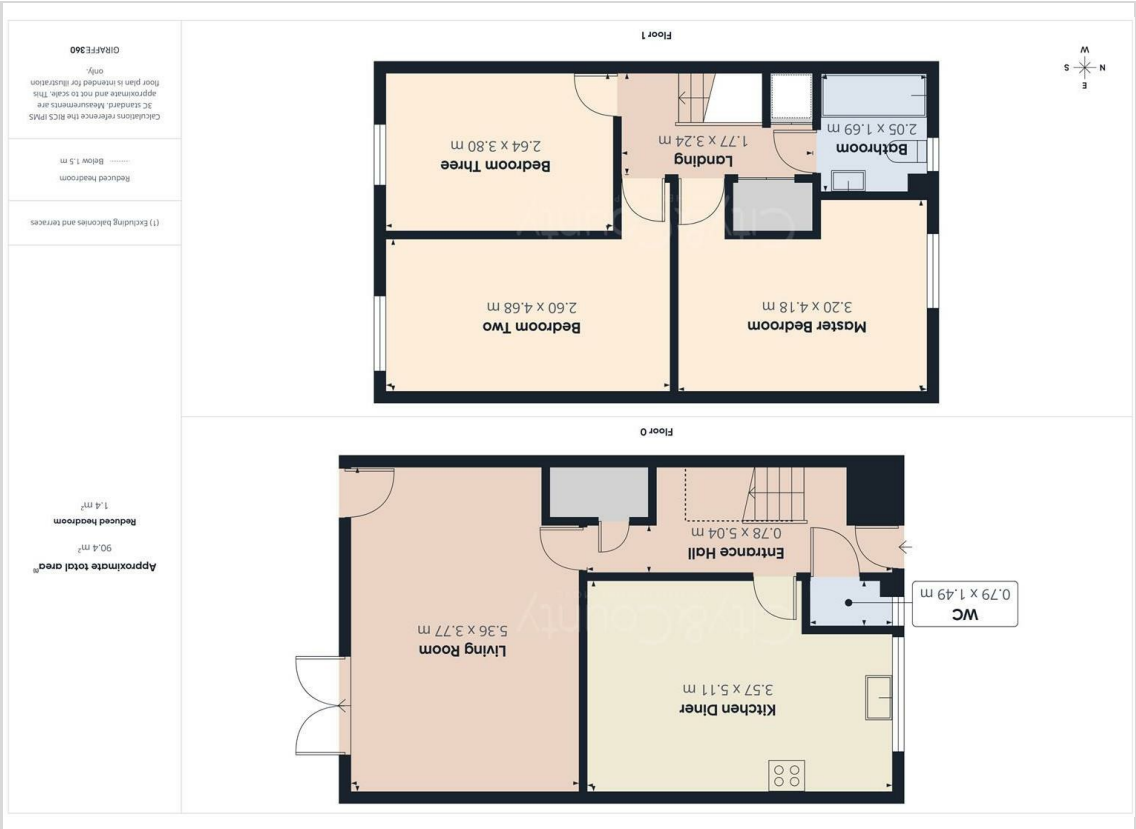 Kitchen Diner
3.57 x 5.11 m
Living Room
5.36 x 3.77 m
WC
0.79 x 1.49 m
City & County
Entrance Hall
0.78 x 5.04 m
Floor 0
Master Bedroom
3.20 x 4.18 m
Bedroom Two
2.60 x 4.68 m
City & County
Bathroom
2.05 x 1.69 m
Landing
1.77 x 3.24 m
Bedroom Three
2.64 x 3.80 m
Floor 1
E
N
S
W
Approximate total area(1)
90.4 m²
Reduced headroom
1.4 m²
(1) Excluding balconies and terraces
Reduced headroom
....... Below 1.5 m
Calculations reference the RICS IPMS
3C standard. Measurements are
approximate and not to scale. This
floor plan is intended for illustration
only.
GIRAFFE360